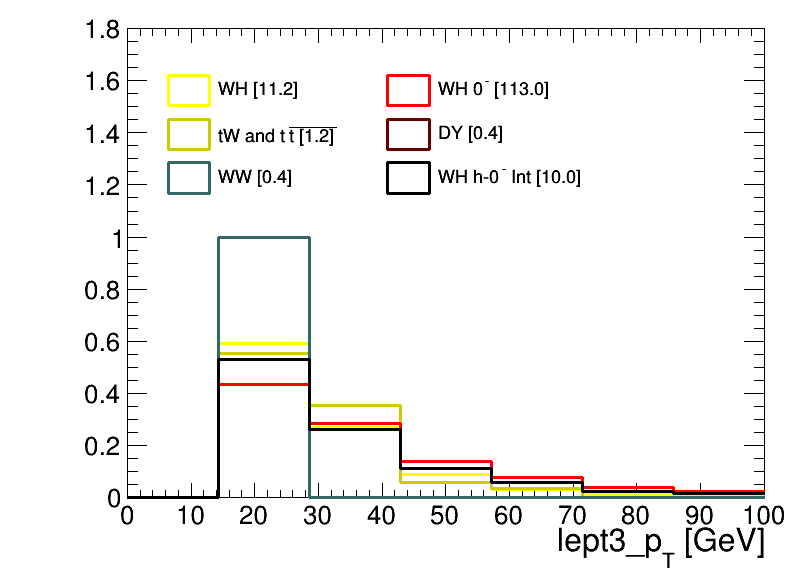 1.8
1.6
1.4
1.2
1
0.8
0.6
0.4
0.2
0
WH [11.2]
WH 0⁻ [113.0]
tW and t t̅ [1.2]
DY [0.4]
WW [0.4]
WH h-0⁻ Int [10.0]
0 10 20 30 40 50 60 70 80 90 100
lept3_p_T [GeV]